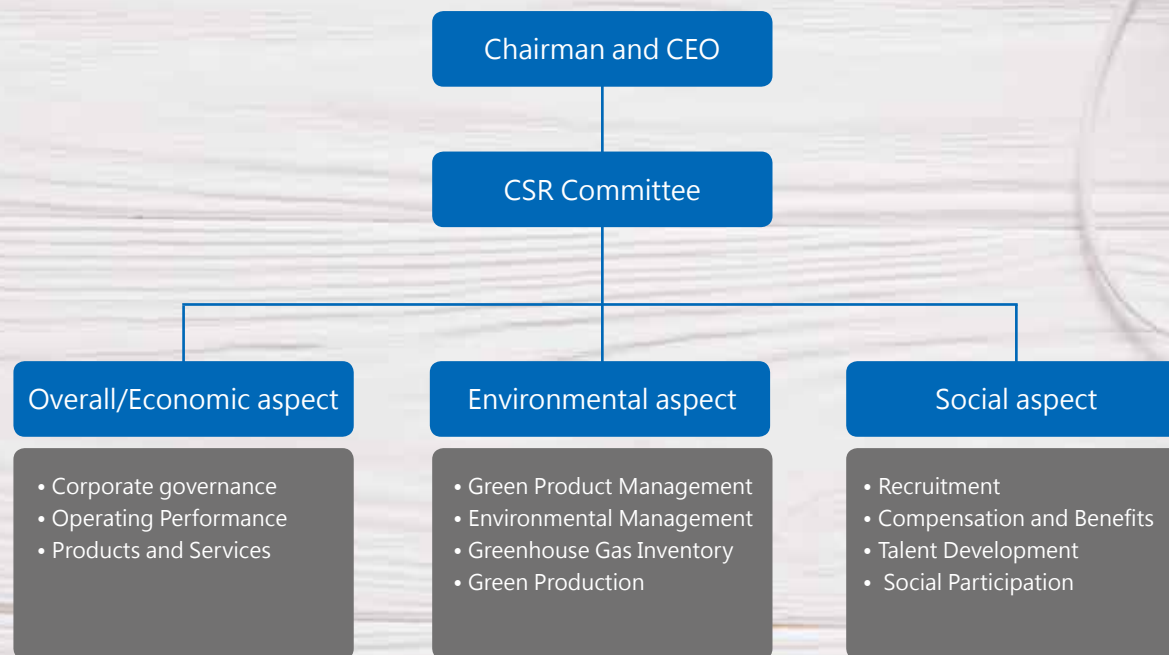 Chairman and CEO
CSR Committee
Overall/Economic aspect
• Corporate governance
• Operating Performance
• Products and Services
Environmental aspect
• Green Product Management
• Environmental Management
• Greenhouse Gas Inventory
• Green Production
Social aspect
• Recruitment
• Compensation and Benefits
• Talent Development
• Social Participation